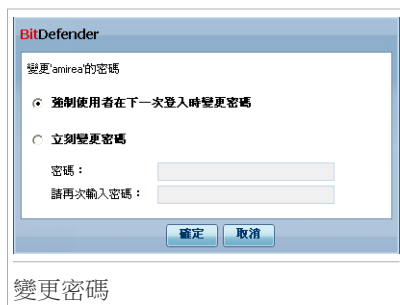 BitDefender
變更'amirea'的密碼
強制使用者在下一次登入時變更密碼
立刻變更密碼
密碼：
請再次輸入密碼：
確定 取消
變更密碼